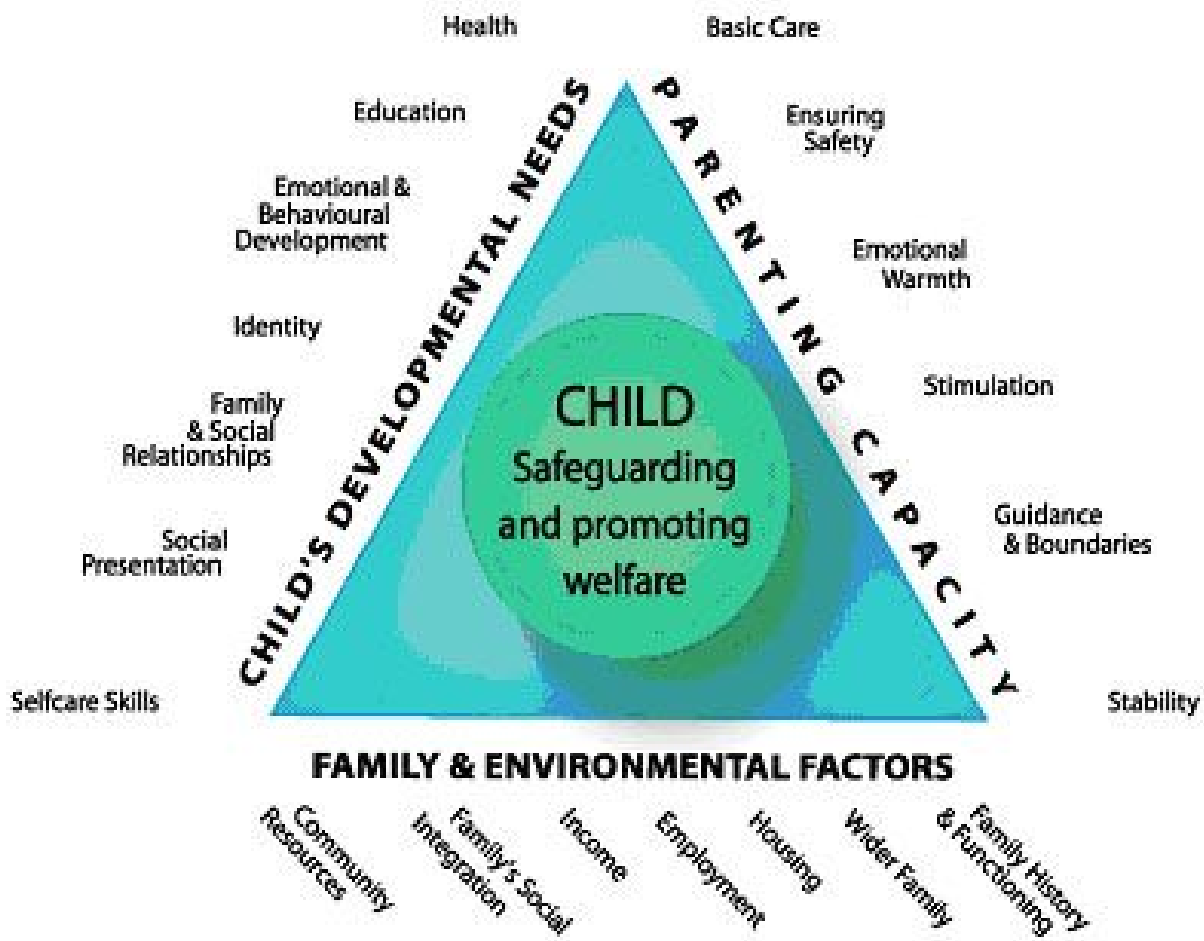 Health
Education
Emotional &
Behavioural
Development
Identity
Family
& Social
Relationships
Social
Presentation
Selfcare Skills
CHILD'S DEVELOPMENTAL NEEDS
Basic Care
Ensuring
Safety
Emotional
Warmth
Stimulation
Guidance
& Boundaries
Stability
PARENTING CAPACITY
CHILD
Safeguarding
and promoting
welfare
FAMILY & ENVIRONMENTAL FACTORS
Community
Resources
Family's Social
Integration
Income
Employment
Housing
Wider Family
Family History
& Functioning